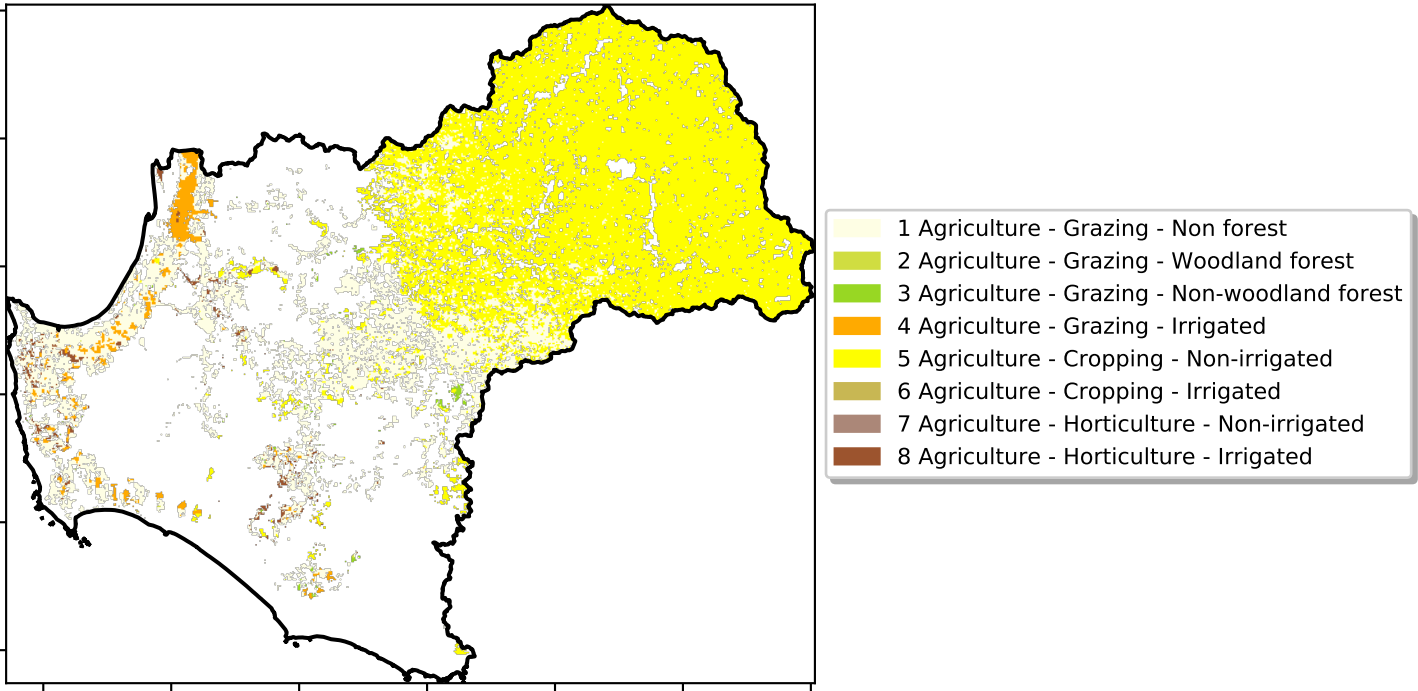 1 Agriculture - Grazing - Non forest
2 Agriculture - Grazing - Woodland forest
3 Agriculture - Grazing - Non-woodland forest
4 Agriculture - Grazing - Irrigated
5 Agriculture - Cropping - Non-irrigated
6 Agriculture - Cropping - Irrigated
7 Agriculture - Horticulture - Non-irrigated
8 Agriculture - Horticulture - Irrigated